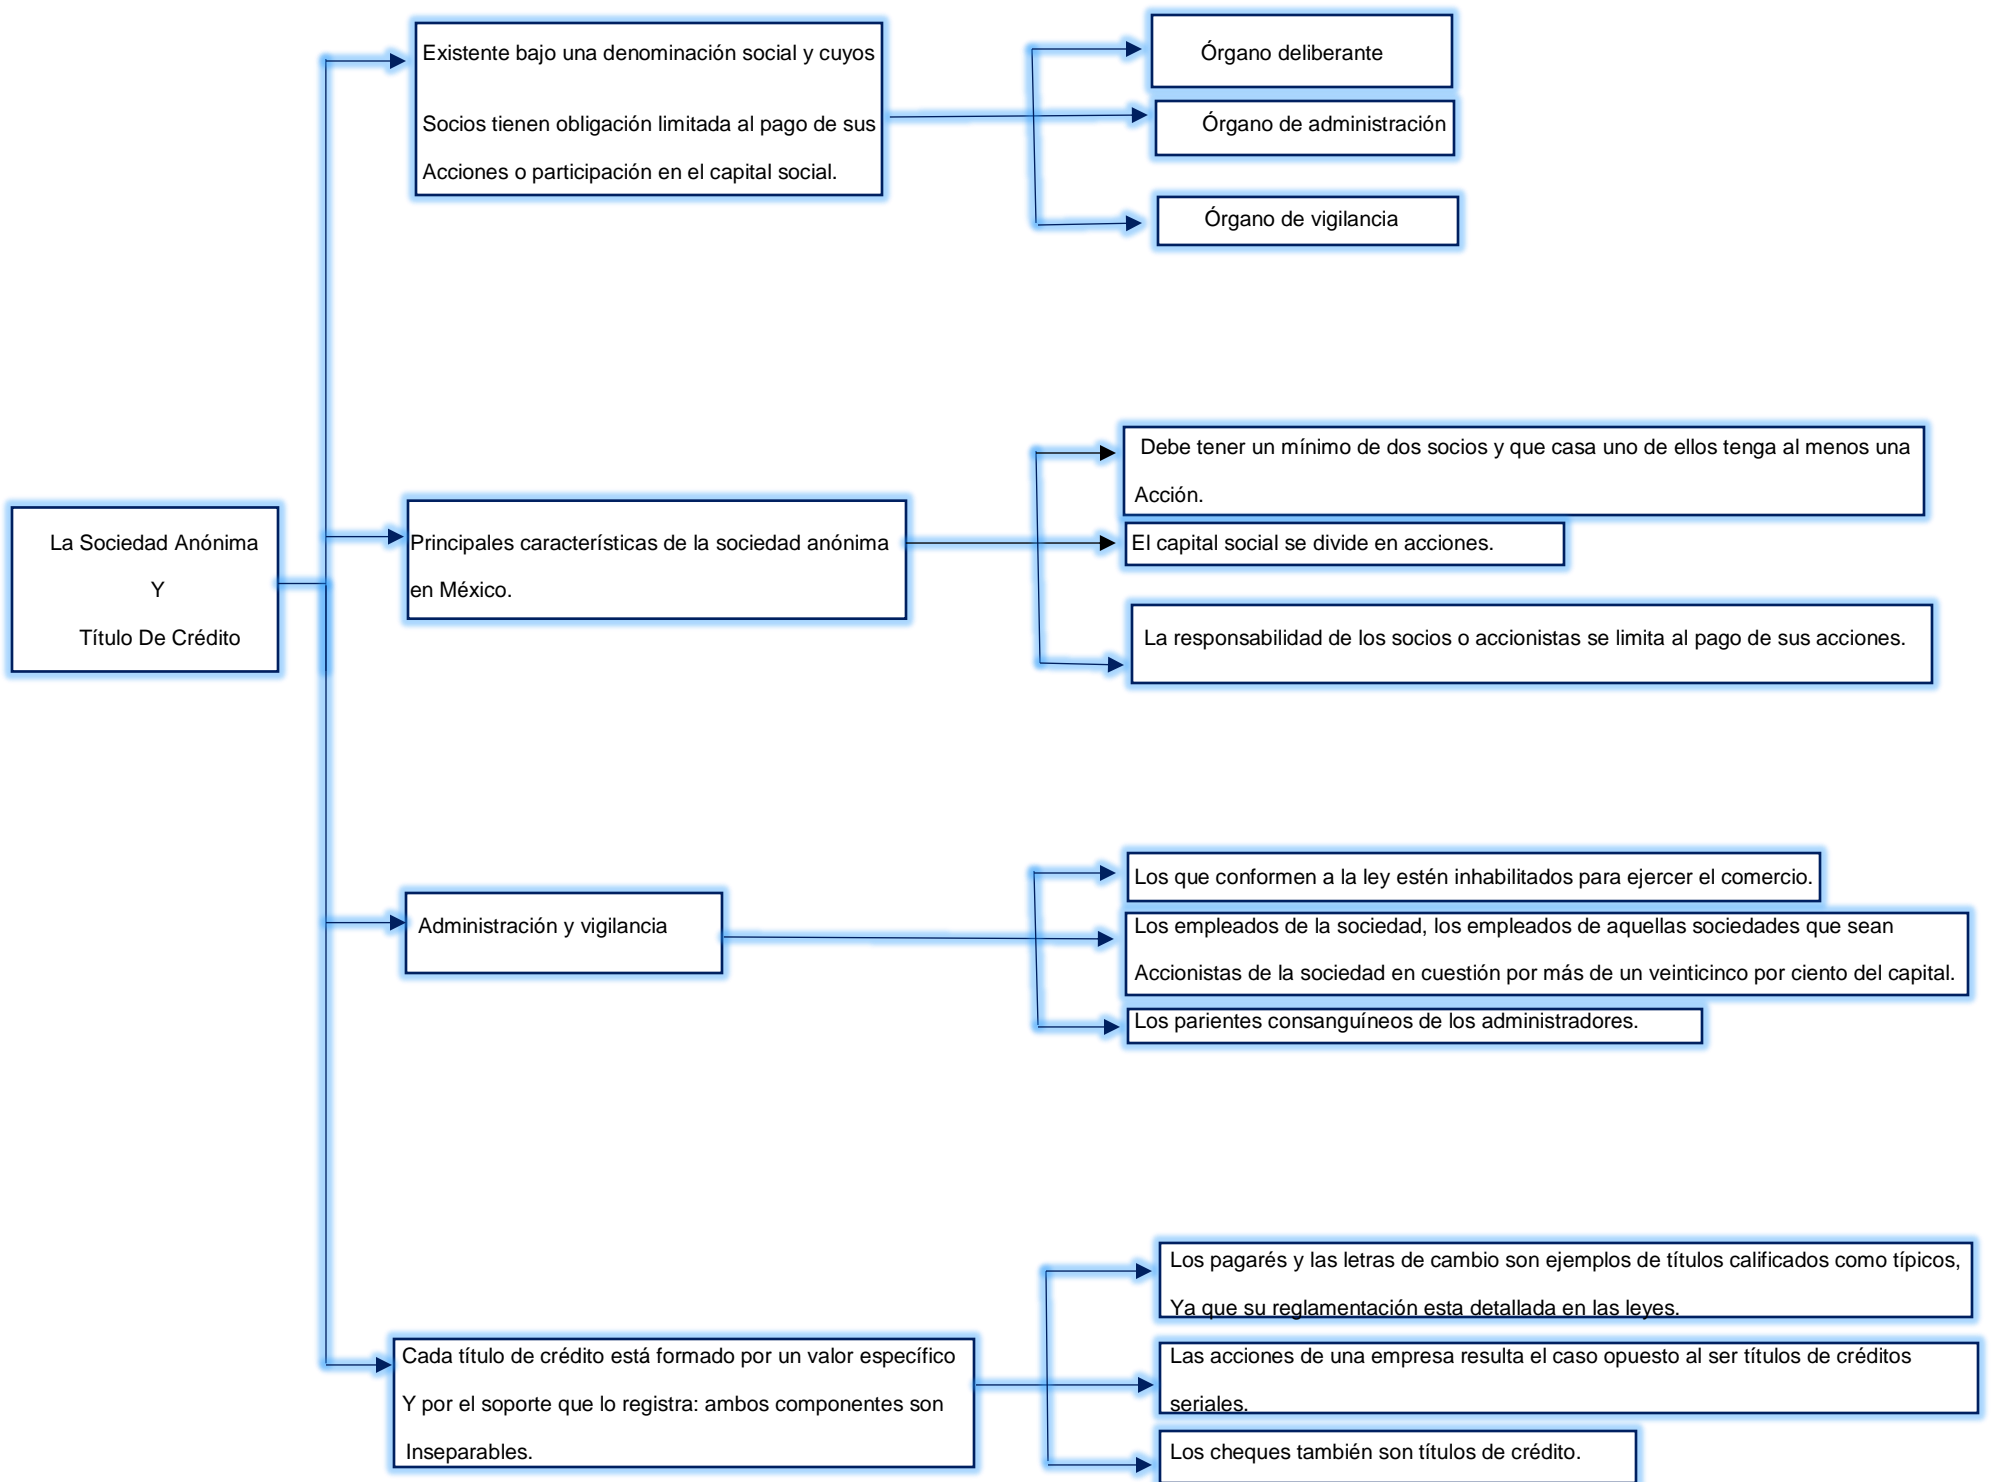 La Sociedad Anónima
Y
Título De Crédito
Existente bajo una denominación social y cuyos
Socios tienen obligación limitada al pago de sus
Acciones o participación en el capital social.
Órgano deliberante
Órgano de administración
Órgano de vigilancia
Principales características de la sociedad anónima
en México.
Debe tener un mínimo de dos socios y que casa uno de ellos tenga al menos una
Acción.
El capital social se divide en acciones.
La responsabilidad de los socios o accionistas se limita al pago de sus acciones.
Administración y vigilancia
Los que conformen a la ley estén inhabilitados para ejercer el comercio.
Los empleados de la sociedad, los empleados de aquellas sociedades que sean
Accionistas de la sociedad en cuestión por más de un veinticinco por ciento del capital.
Los parientes consanguíneos de los administradores.
Cada título de crédito está formado por un valor específico
Y por el soporte que lo registra: ambos componentes son
Inseparables.
Los pagarés y las letras de cambio son ejemplos de títulos calificados como típicos,
Ya que su reglamentación esta detallada en las leyes.
Las acciones de una empresa resulta el caso opuesto al ser títulos de créditos
seriales.
Los cheques también son títulos de crédito.